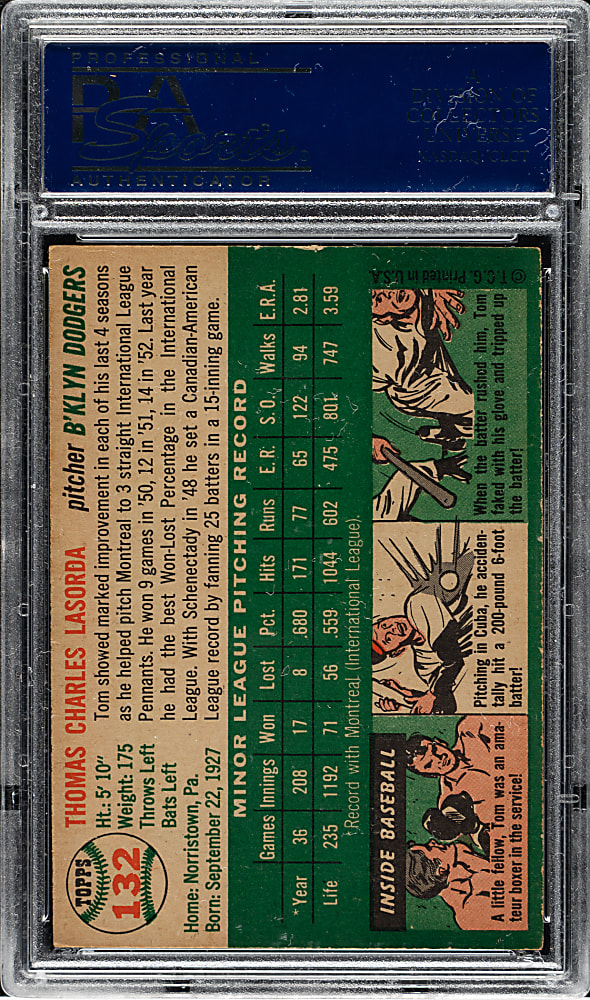 PROFESSIONAL
PSA
Sports
AUTHENTICATOR
A
DIVISION OF
COLLECTORS
UNIVERSE
NASDAQ: CLCT
TOPPS
132
THOMAS CHARLES LASORDA
pitcher B'KLYN DODGERS
Ht.: 5' 10"
Weight: 175
Throws Left
Bats Left
Home: Norristown, Pa.
Born: September 22, 1927
Tom showed marked improvement in each of his last 4 seasons
as he helped pitch Montreal to 3 straight International League
Pennants. He won 9 games in '50, 12 in '51, 14 in '52. Last year
he had the best Won-Lost Percentage in the International
League. With Schenectady in '48 he set a Canadian-American
League record by fanning 25 batters in a 15-inning game.
MINOR LEAGUE PITCHING RECORD
Games Innings Won Lost Pct. Hits Runs E.R. S.O. Walks E.R.A.
*Year 36 208 17 8 .680 171 77 65 122 94 2.81
Life 235 1192 71 56 .559 1044 602 475 801 747 3.59
*Record with Montreal (International League).
INSIDE BASEBALL
A little fellow, Tom was an ama-
teur boxer in the service!
Pitching in Cuba, he acciden-
tally hit a 200-pound 6-foot
batter!
When the batter rushed him, Tom
faked with his glove and tripped up
the batter!
© T.C.G. Printed in U.S.A.